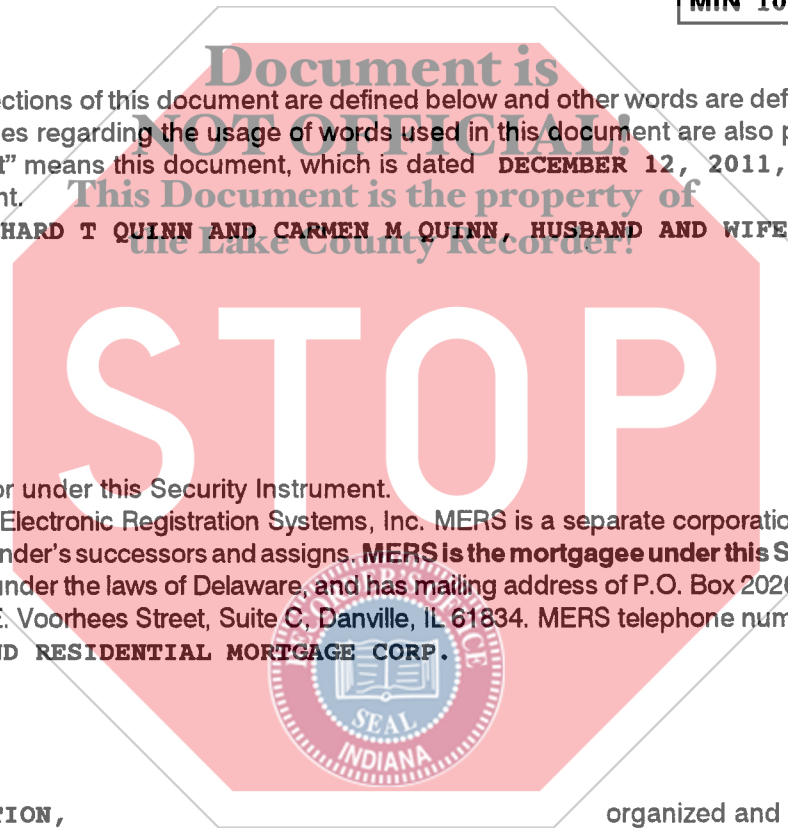 MIN 10
Document is
ections of this document are defined below and other words are def
NOT OFFICIAL!
es regarding the usage of words used in this document are also p
t” means this document, which is dated DECEMBER 12, 2011,
nt.
This Document is the property of
HARD T QUINN AND CARMEN M QUINN, HUSBAND AND WIFE
the Lake County Recorder!
STOP
or under this Security Instrument.
Electronic Registration Systems, Inc. MERS is a separate corporatio
nder's successors and assigns. MERS is the mortgagee under this S
under the laws of Delaware, and has mailing address of P.O. Box 2026
E. Voorhees Street, Suite C, Danville, IL 61834. MERS telephone num
ND RESIDENTIAL MORTGAGE CORP.
RECORDER'S OFFICE
SEAL
INDIANA
TION,
organized and